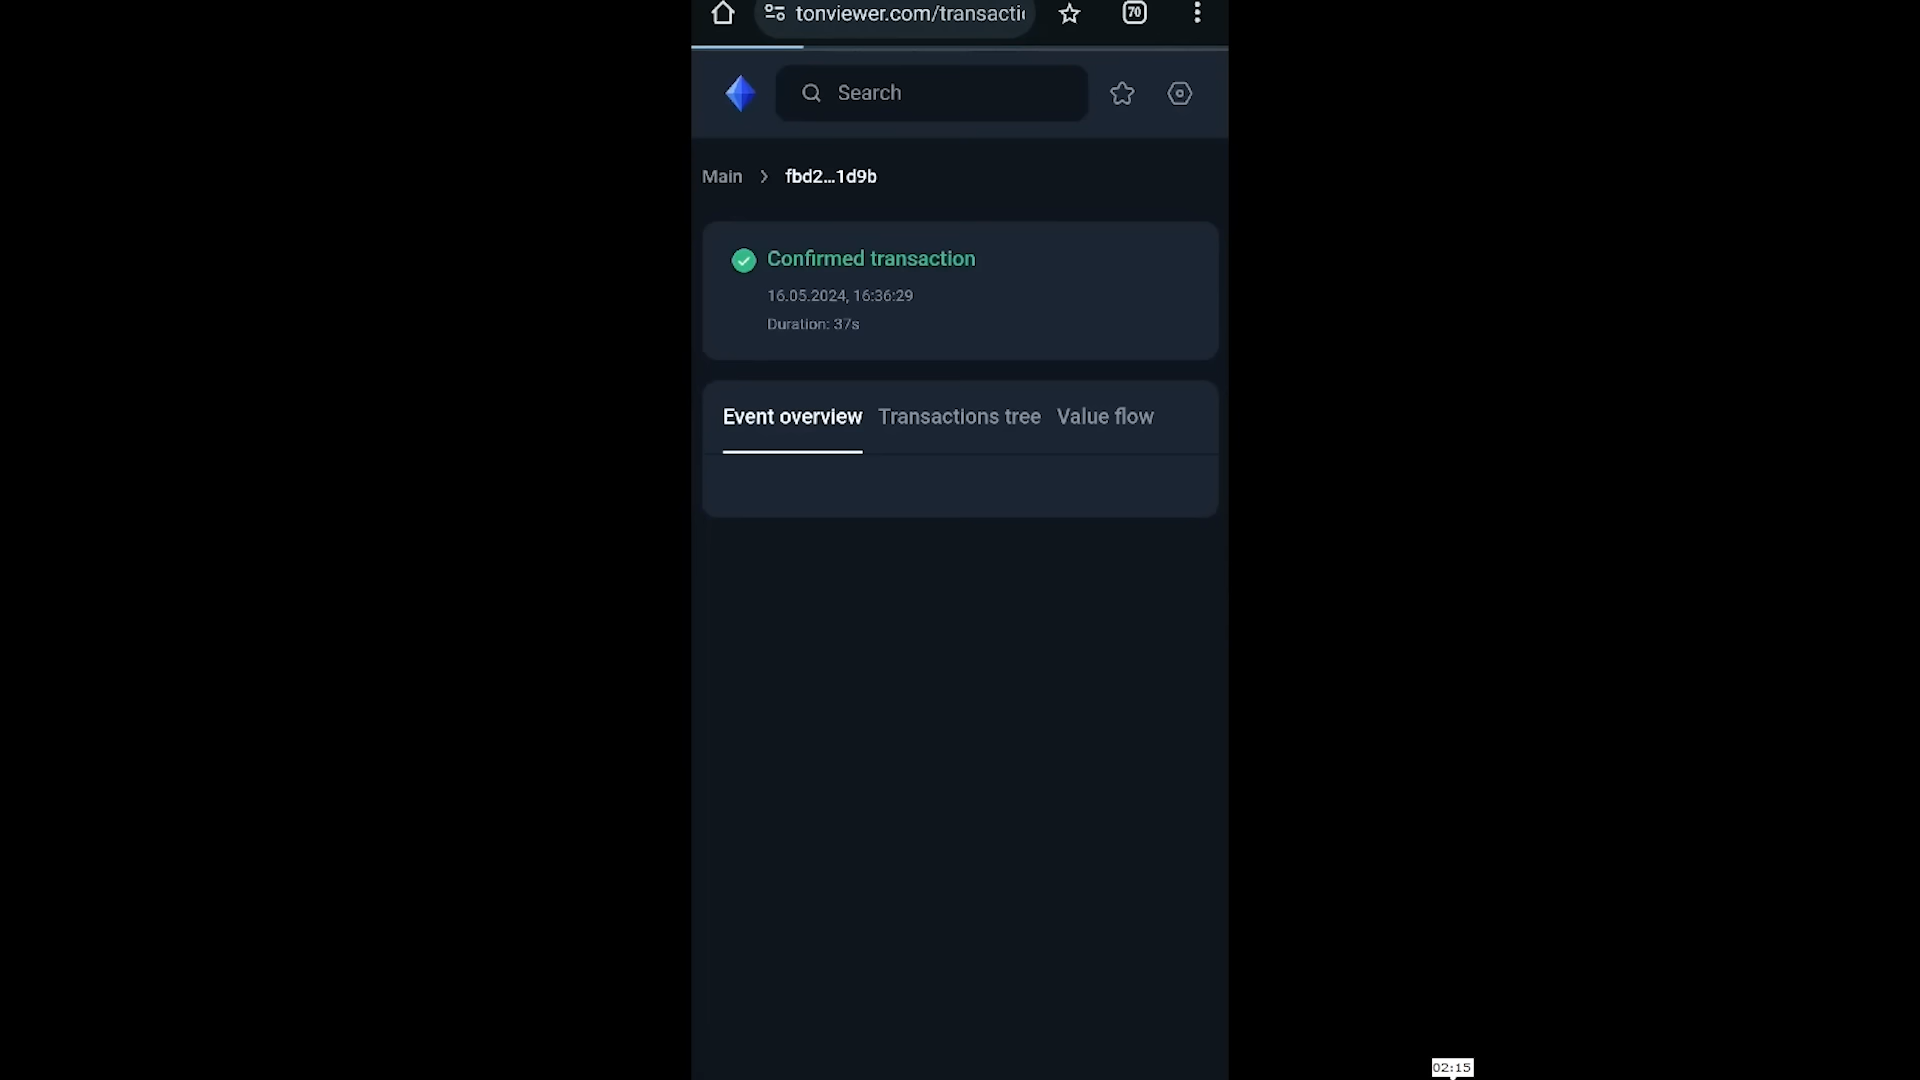 tonviewer.com/transacti
70
Search
Main > fbd2...1d9b
Confirmed transaction
16.05.2024, 16:36:29
Duration: 37s
Event overview Transactions tree Value flow
02:15